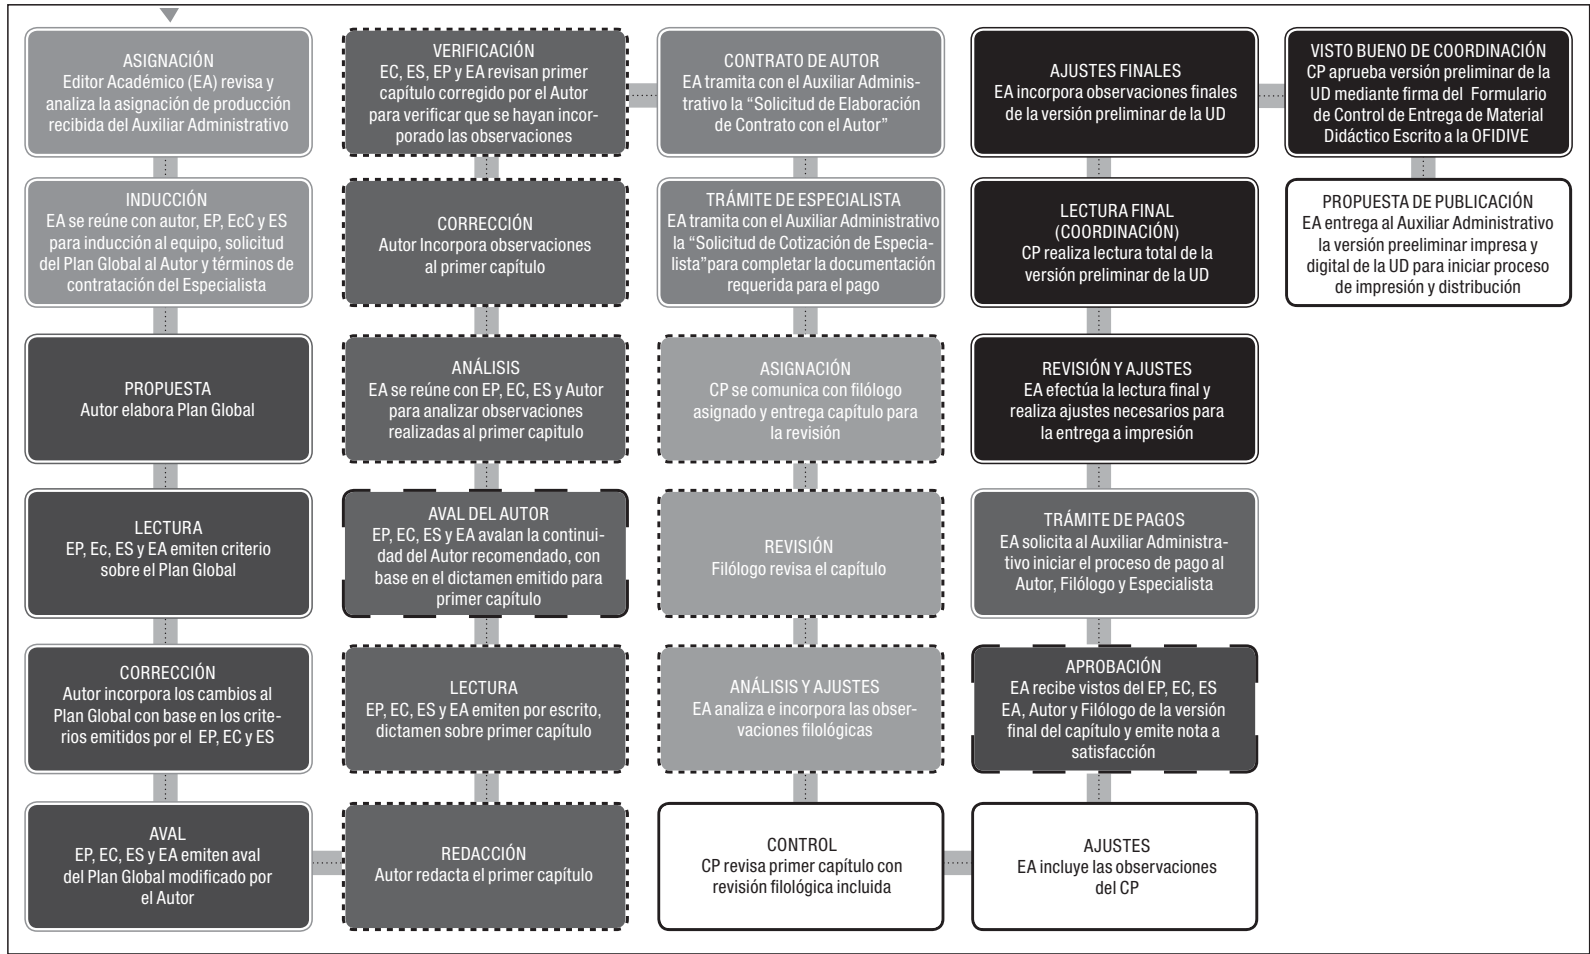 ASIGNACIÓN
Editor Académico (EA) revisa y
analiza la asignación de producción
recibida del Auxiliar Administrativo
INDUCCIÓN
EA se reúne con autor, EP, EcC y ES
para inducción al equipo, solicitud
del Plan Global al Autor y términos de
contratación del Especialista
PROPUESTA
Autor elabora Plan Global
LECTURA
EP, Ec, ES y EA emiten criterio
sobre el Plan Global
CORRECCIÓN
Autor incorpora los cambios al
Plan Global con base en los crite-
rios emitidos por el EP, EC y ES
AVAL
EP, EC, ES y EA emiten aval
del Plan Global modificado por
el Autor
REDACCIÓN
Autor redacta el primer capítulo
LECTURA
EP, EC, ES y EA emiten por escrito,
dictamen sobre primer capítulo
AVAL DEL AUTOR
EP, EC, ES y EA avalan la continui-
dad del Autor recomendado, con
base en el dictamen emitido para
primer capítulo
ANÁLISIS
EA se reúne con EP, EC, ES y Autor
para analizar observaciones
realizadas al primer capitulo
CORRECCIÓN
Autor Incorpora observaciones
al primer capítulo
VERIFICACIÓN
EC, ES, EP y EA revisan primer
capítulo corregido por el Autor
para verificar que se hayan incor-
porado las observaciones
CONTRATO DE AUTOR
EA tramita con el Auxiliar Adminis-
trativo la “Solicitud de Elaboración
de Contrato con el Autor”
TRÁMITE DE ESPECIALISTA
EA tramita con el Auxiliar Administrativo
la “Solicitud de Cotización de Especia-
lista”para completar la documentación
requerida para el pago
ASIGNACIÓN
CP se comunica con filólogo
asignado y entrega capítulo para
la revisión
REVISIÓN
Filólogo revisa el capítulo
ANÁLISIS Y AJUSTES
EA analiza e incorpora las obser-
vaciones filológicas
CONTROL
CP revisa primer capítulo con
revisión filológica incluida
AJUSTES
EA incluye las observaciones
del CP
APROBACIÓN
EA recibe vistos del EP, EC, ES
EA, Autor y Filólogo de la versión
final del capítulo y emite nota a
satisfacción
TRÁMITE DE PAGOS
EA solicita al Auxiliar Administra-
tivo iniciar el proceso de pago al
Autor, Filólogo y Especialista
REVISIÓN Y AJUSTES
EA efectúa la lectura final y
realiza ajustes necesarios para
la entrega a impresión
LECTURA FINAL
(COORDINACIÓN)
CP realiza lectura total de la
versión preliminar de la UD
AJUSTES FINALES
EA incorpora observaciones finales
de la versión preliminar de la UD
VISTO BUENO DE COORDINACIÓN
CP aprueba versión preliminar de la
UD mediante firma del Formulario
de Control de Entrega de Material
Didáctico Escrito a la OFIDIVE
PROPUESTA DE PUBLICACIÓN
EA entrega al Auxiliar Administrativo
la versión preeliminar impresa y
digital de la UD para iniciar proceso
de impresión y distribución